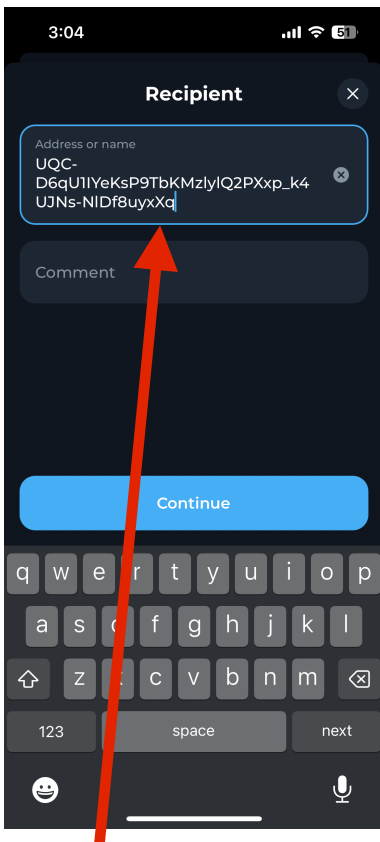 3:04
51
Recipient
Address or name
UQC-
D6qU1IYeKsP9TbKMzlylQ2PXxp_k4
UJNs-NlDf8uyxXq
Comment
Continue
q w e r t y u i o p
a s d f g h j k l
z x c v b n m
123 space next